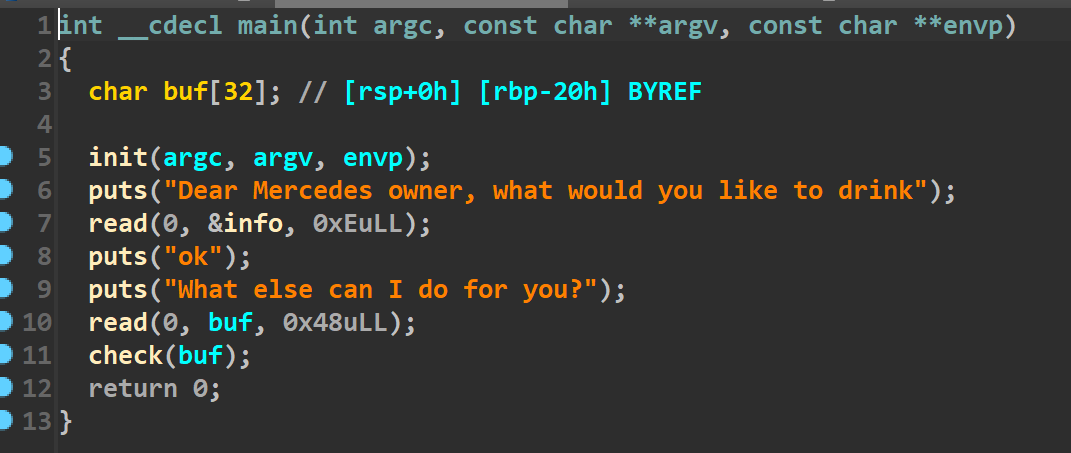 1 int __cdecl main(int argc, const char **argv, const char **envp)
2 {
3   char buf[32]; // [rsp+0h] [rbp-20h] BYREF
4
5   init(argc, argv, envp);
6   puts("Dear Mercedes owner, what would you like to drink");
7   read(0, &info, 0xEuLL);
8   puts("ok");
9   puts("What else can I do for you?");
10   read(0, buf, 0x48uLL);
11   check(buf);
12   return 0;
13 }